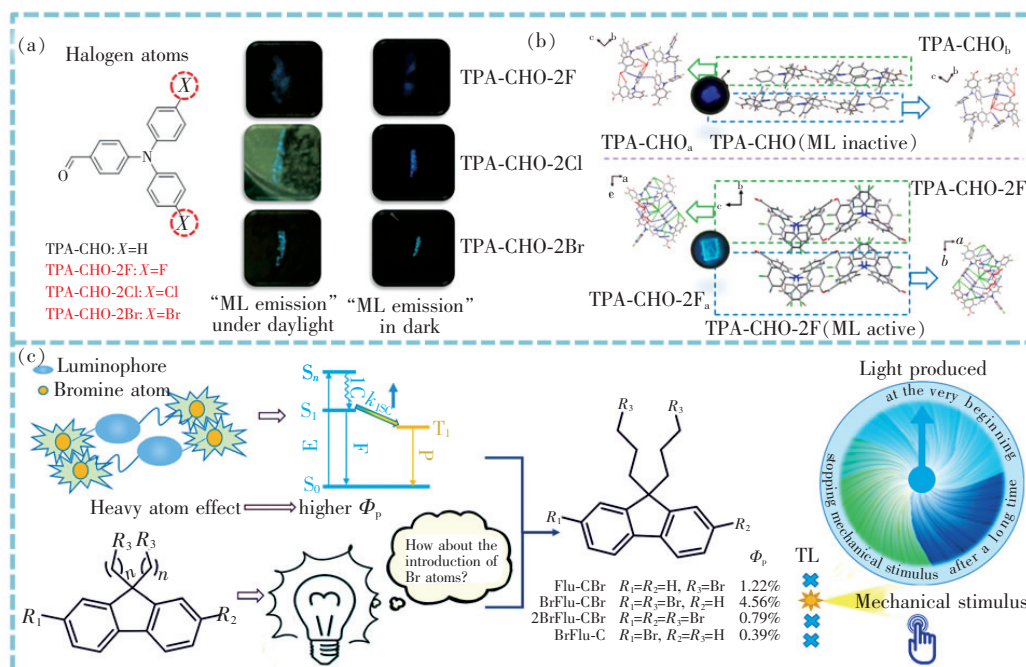 (a)
Halogen atoms
X
N
O
X
TPA-CHO: X=H
TPA-CHO-2F: X=F
TPA-CHO-2Cl: X=Cl
TPA-CHO-2Br: X=Br
TPA-CHO-2F
TPA-CHO-2Cl
TPA-CHO-2Br
“ML emission” under daylight
“ML emission” in dark
(b)
c b
TPA-CHOb
c b
TPA-CHOa
TPA-CHO(ML inactive)
a
e
b
c
TPA-CHO-2F
a
b
TPA-CHO-2Fa
TPA-CHO-2F(ML active)
(c)
Luminophore
Bromine atom
Sn
IC
kISC
S1
T1
E
F
P
S0
Heavy atom effect
higher ΦP
R3 R3
n n
R1
R2
How about the
introduction of
Br atoms?
R3 R3
R1
R2
ΦP
Flu-CBr R1=R2=H, R3=Br 1.22%
BrFlu-CBr R1=R3=Br, R2=H 4.56%
2BrFlu-CBr R1=R2=R3=Br 0.79%
BrFlu-C R1=Br, R2=R3=H 0.39%
TL
Light produced
at the very beginning
after a long time
stopping mechanical stimulus
Mechanical stimulus